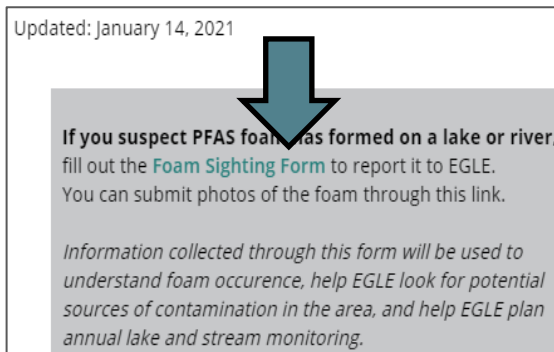 Updated: January 14, 2021
If you suspect PFAS foam has formed on a lake or river,
fill out the Foam Sighting Form to report it to EGLE.
You can submit photos of the foam through this link.
Information collected through this form will be used to
understand foam occurence, help EGLE look for potential
sources of contamination in the area, and help EGLE plan
annual lake and stream monitoring.